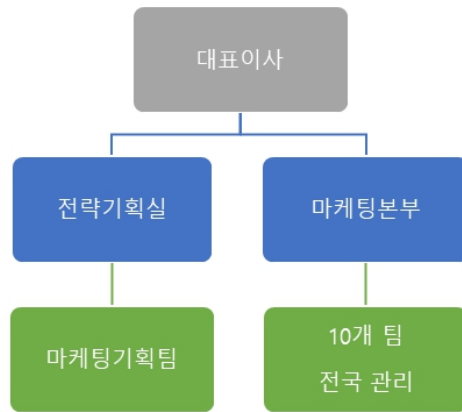 대표이사
전략기획실
마케팅본부
마케팅기획팀
10개 팀
전국 관리